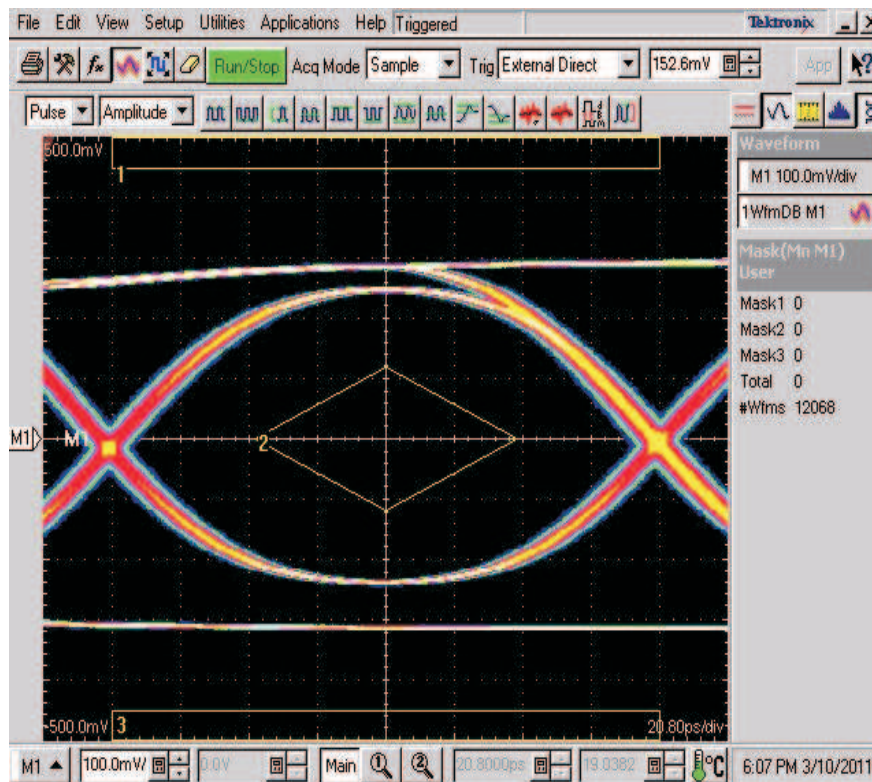 File Edit View Setup Utilities Applications Help Triggered Tektronix
Run/Stop Acq Mode Sample Trig External Direct 152.6mV App
Pulse Amplitude
500.0mV
1
Waveform
M1 100.0mV/div
1WfmDB M1
Mask(Mn M1)
User
Mask1 0
Mask2 0
Mask3 0
Total 0
#Wfms 12068
M1 M1 2
-500.0mV 3 20.80ps/div
M1 100.0mV/ 0.0V Main 1 2 20.8000ps 19.0382 °C 6:07 PM 3/10/2011